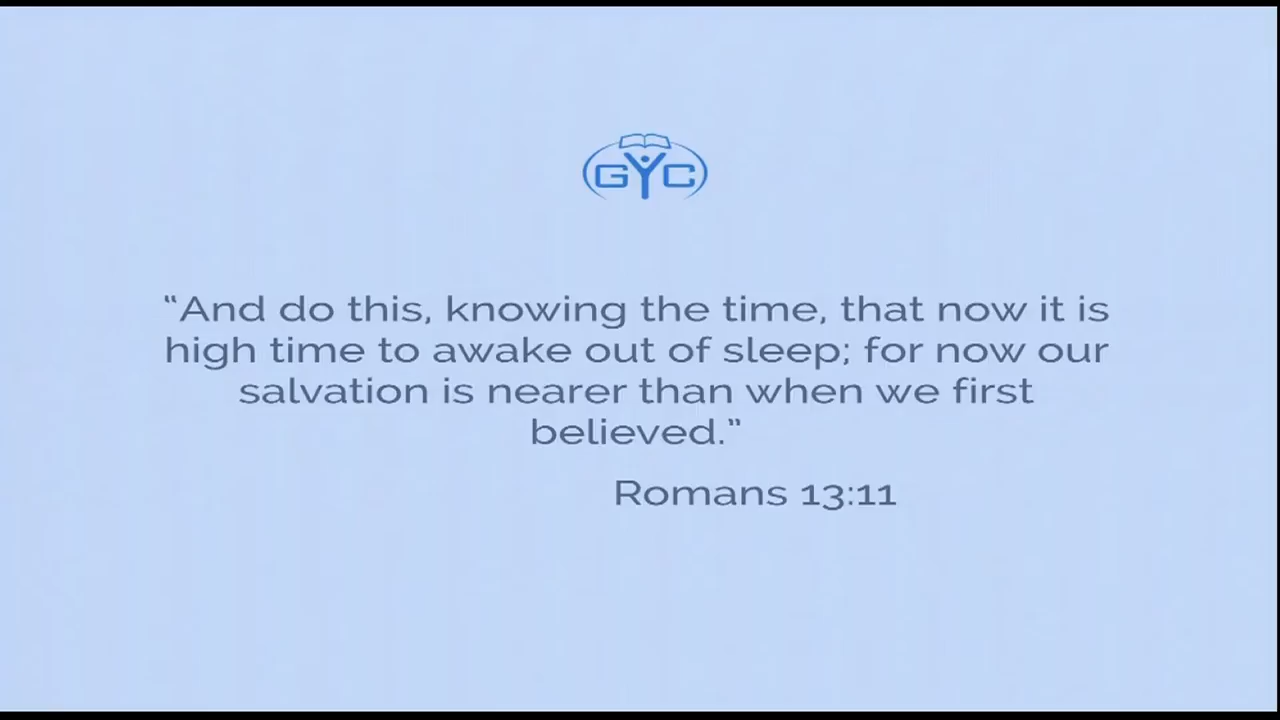 GYC
“And do this, knowing the time, that now it is
high time to awake out of sleep; for now our
salvation is nearer than when we first
believed.”
Romans 13:11